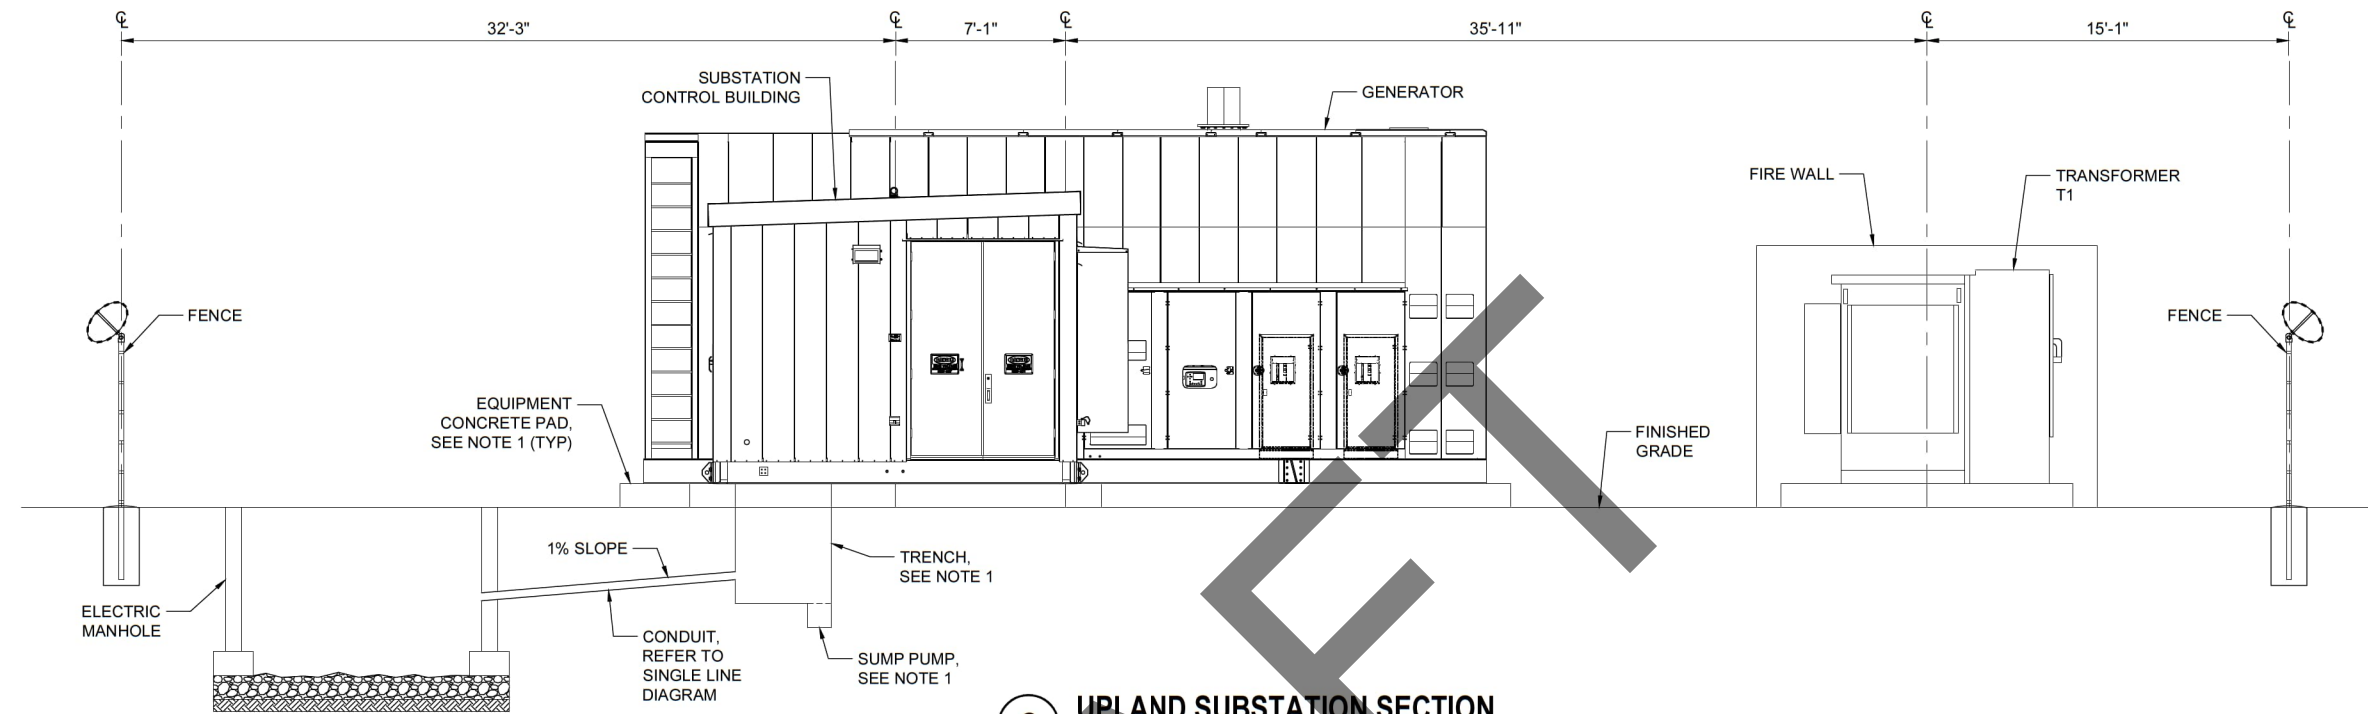 ℄ ℄ ℄ ℄ ℄
32'-3" 7'-1" 35'-11" 15'-1"
SUBSTATION
CONTROL BUILDING
GENERATOR
FIRE WALL
TRANSFORMER
T1
FENCE
FENCE
EQUIPMENT
CONCRETE PAD,
SEE NOTE 1 (TYP)
FINISHED
GRADE
1% SLOPE
TRENCH,
SEE NOTE 1
ELECTRIC
MANHOLE
CONDUIT,
REFER TO
SINGLE LINE
DIAGRAM
SUMP PUMP,
SEE NOTE 1
UPLAND SUBSTATION SECTION